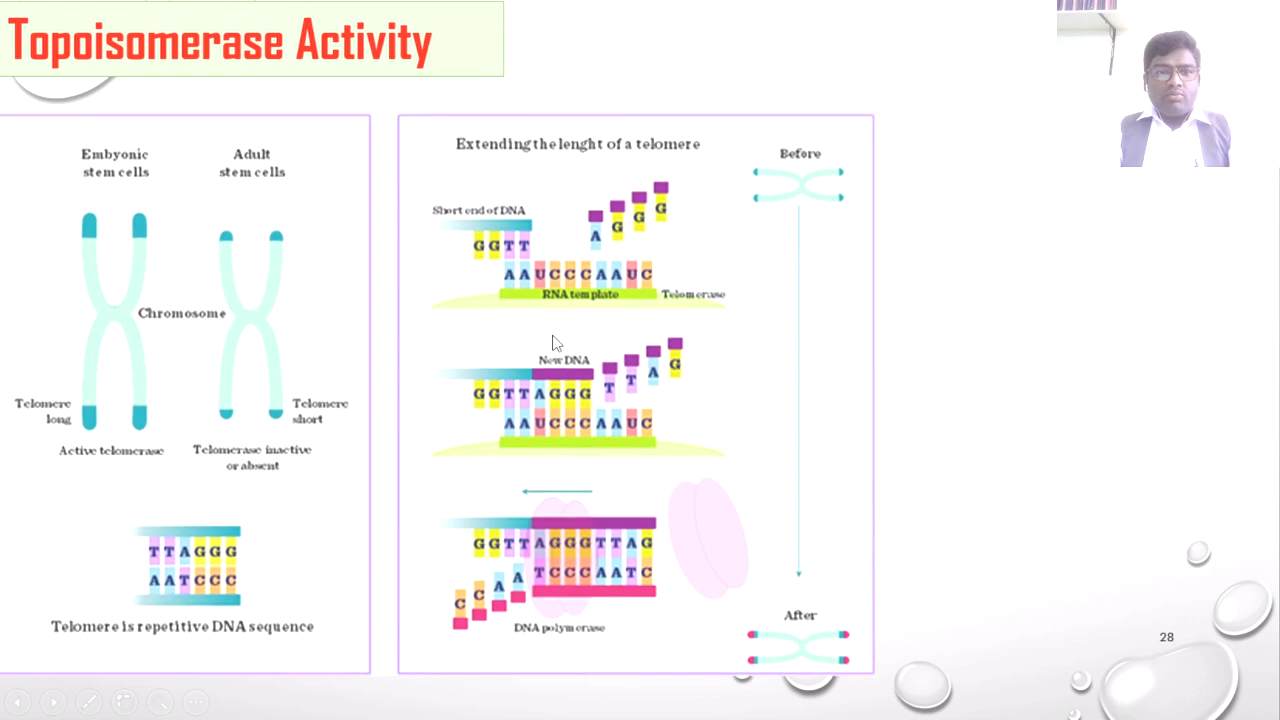 Topoisomerase Activity
Embyonic
stem cells
Adult
stem cells
Chromosome
Telomere
long
Telomere
short
Active telomerase
Telomerase inactive
or absent
T T A G G G
A A T C C C
Telomere is repetitive DNA sequence
Extending the lenght of a telomere
Short end of DNA
A G G G
G G T T
A A U C C C A A U C
RNA template
Telomerase
New DNA
T T A G
G G T T A G G G
A A U C C C A A U C
G G T T A G G G T T A G
T C C C A A T C
C C A A
DNA polymerase
Before
After
28